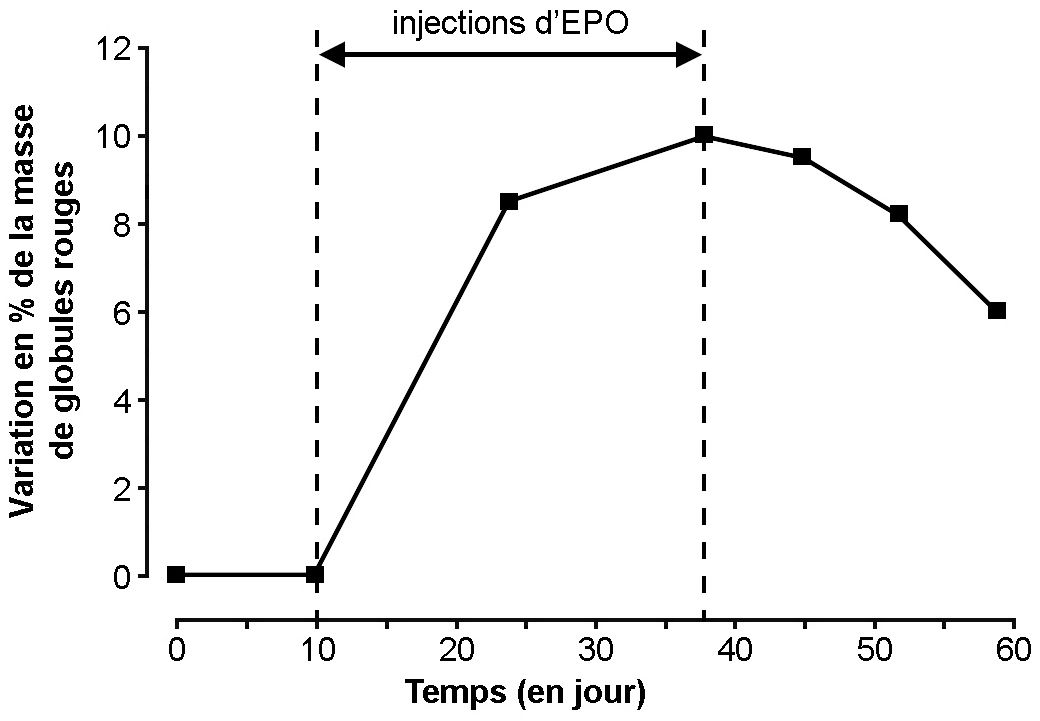 injections d’EPO
12
10
8
6
4
2
0
Variation en % de la masse
de globules rouges
0 10 20 30 40 50 60
Temps (en jour)